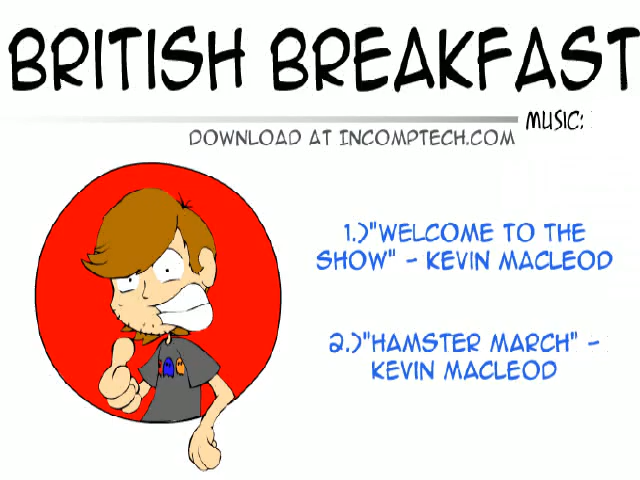 BRITISH BREAKFAST
MUSIC:
DOWNLOAD AT INCOMPTECH.COM
1.)"WELCOME TO THE
SHOW" - KEVIN MACLEOD
2.)"HAMSTER MARCH" -
KEVIN MACLEOD